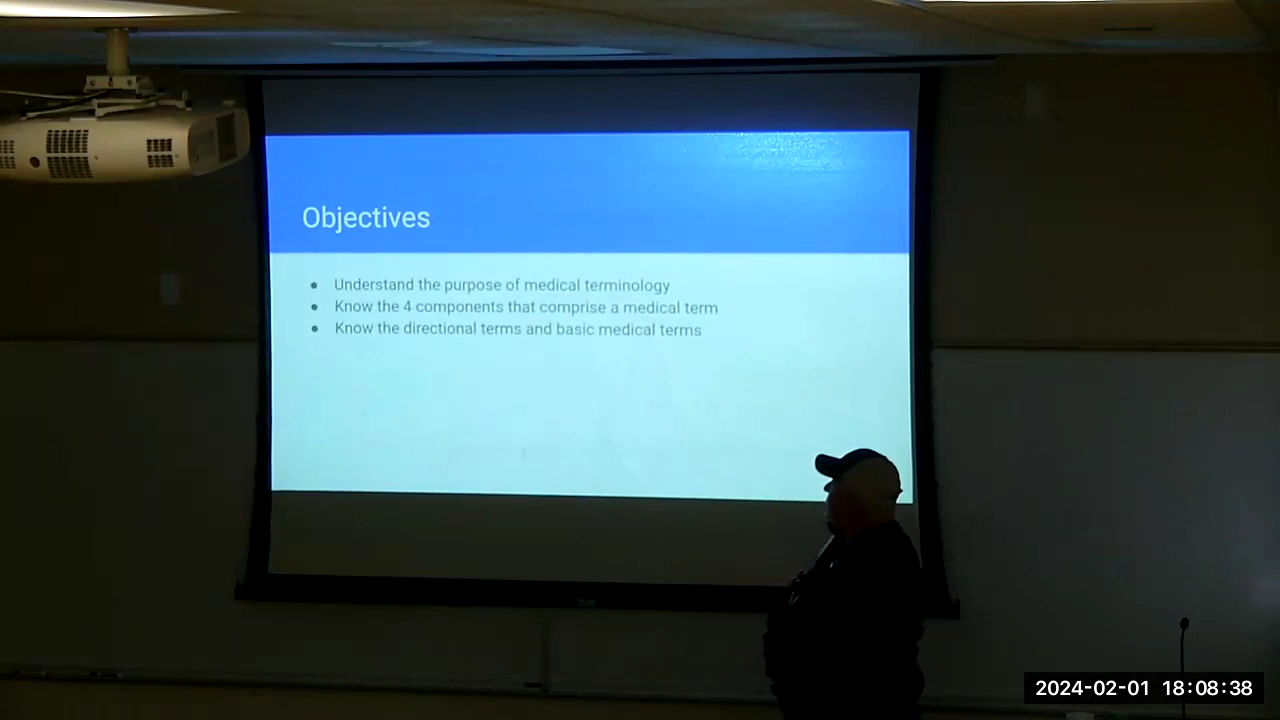 Objectives
● Understand the purpose of medical terminology
● Know the 4 components that comprise a medical term
● Know the directional terms and basic medical terms
2024-02-01 18:08:38